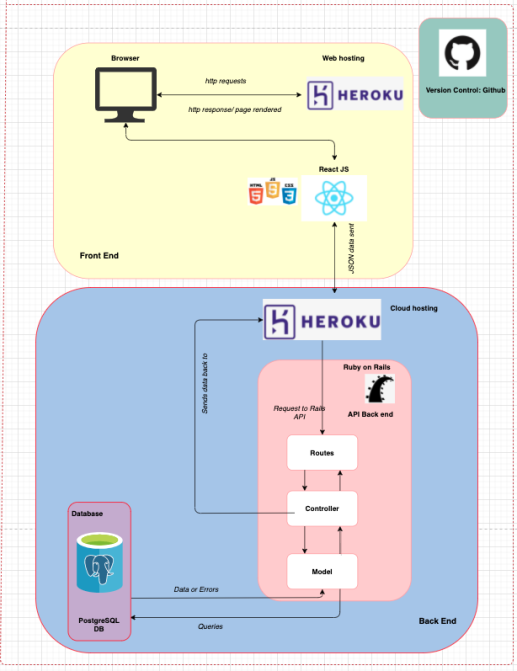 Browser
Web hosting
http requests
HEROKU
http response/ page rendered
Version Control: Github
React JS
HTML
JS
CSS
5
3
Front End
JSON data sent
HEROKU
Cloud hosting
Sends data back to
Ruby on Rails
API Back end
Request to Rails
API
Routes
Controller
Database
Model
Data or Errors
PostgreSQL
DB
Queries
Back End